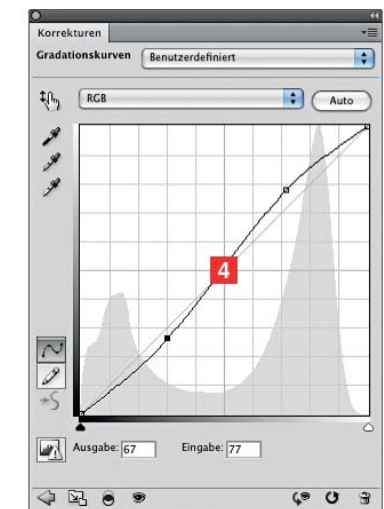 Korrekturen
Gradationskurven Benutzerdefiniert
RGB Auto
4
Ausgabe: 67 Eingabe: 77